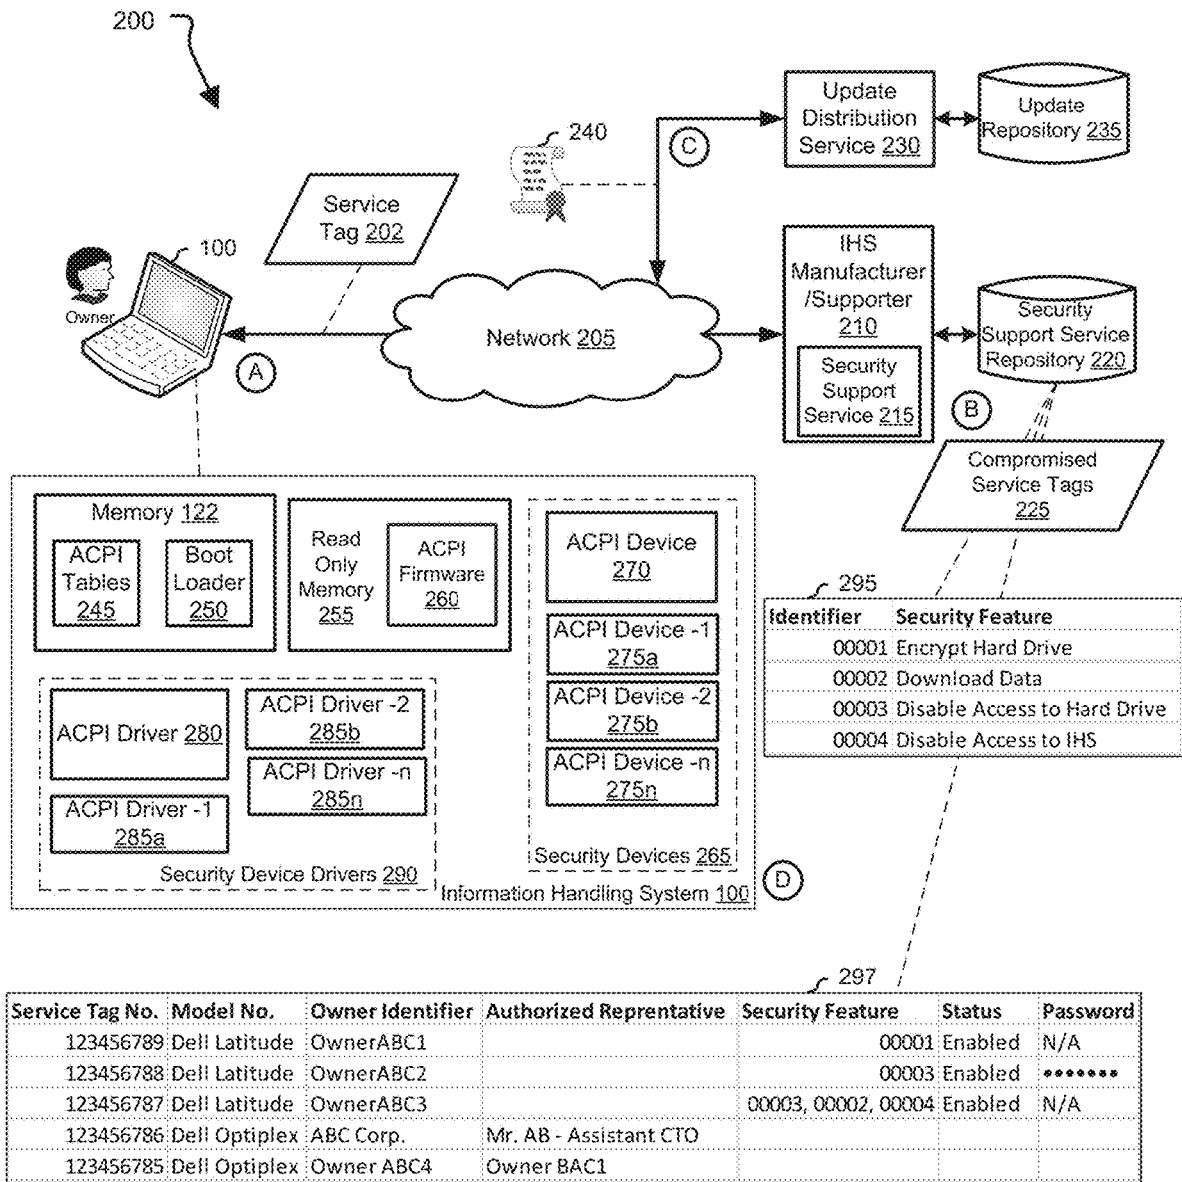 200
Update
Distribution
Service 230
Update
Repository 235
240
C
Service
Tag 202
100
Owner
A
Network 205
IHS
Manufacturer
/Supporter
210
Security
Support
Service 215
Security
Support Service
Repository 220
B
Compromised
Service Tags
225
Memory 122
ACPI
Tables
245
Boot
Loader
250
Read
Only
Memory
255
ACPI
Firmware
260
ACPI Device
270
ACPI Device -1
275a
ACPI Device -2
275b
ACPI Device -n
275n
Security Devices 265
ACPI Driver 280
ACPI Driver -2
285b
ACPI Driver -n
285n
ACPI Driver -1
285a
Security Device Drivers 290
Information Handling System 100
D
295
Identifier Security Feature
00001 Encrypt Hard Drive
00002 Download Data
00003 Disable Access to Hard Drive
00004 Disable Access to IHS
297
Service Tag No. Model No. Owner Identifier Authorized Reprentative Security Feature Status Password
123456789 Dell Latitude OwnerABC1 00001 Enabled N/A
123456788 Dell Latitude OwnerABC2 00003 Enabled •••••••
123456787 Dell Latitude OwnerABC3 00003, 00002, 00004 Enabled N/A
123456786 Dell Optiplex ABC Corp. Mr. AB - Assistant CTO
123456785 Dell Optiplex Owner ABC4 Owner BAC1